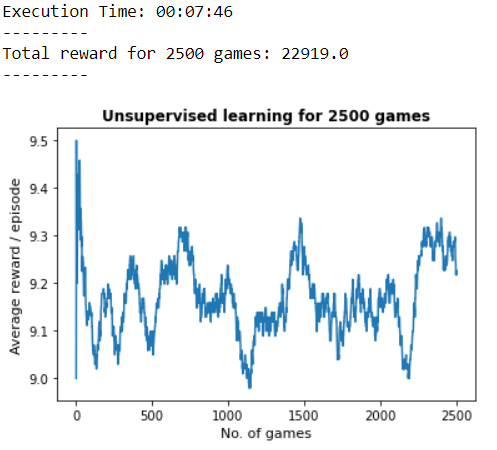 Execution Time: 00:07:46
---------
Total reward for 2500 games: 22919.0
---------
Unsupervised learning for 2500 games
Average reward / episode
9.5
9.4
9.3
9.2
9.1
9.0
0 500 1000 1500 2000 2500
No. of games